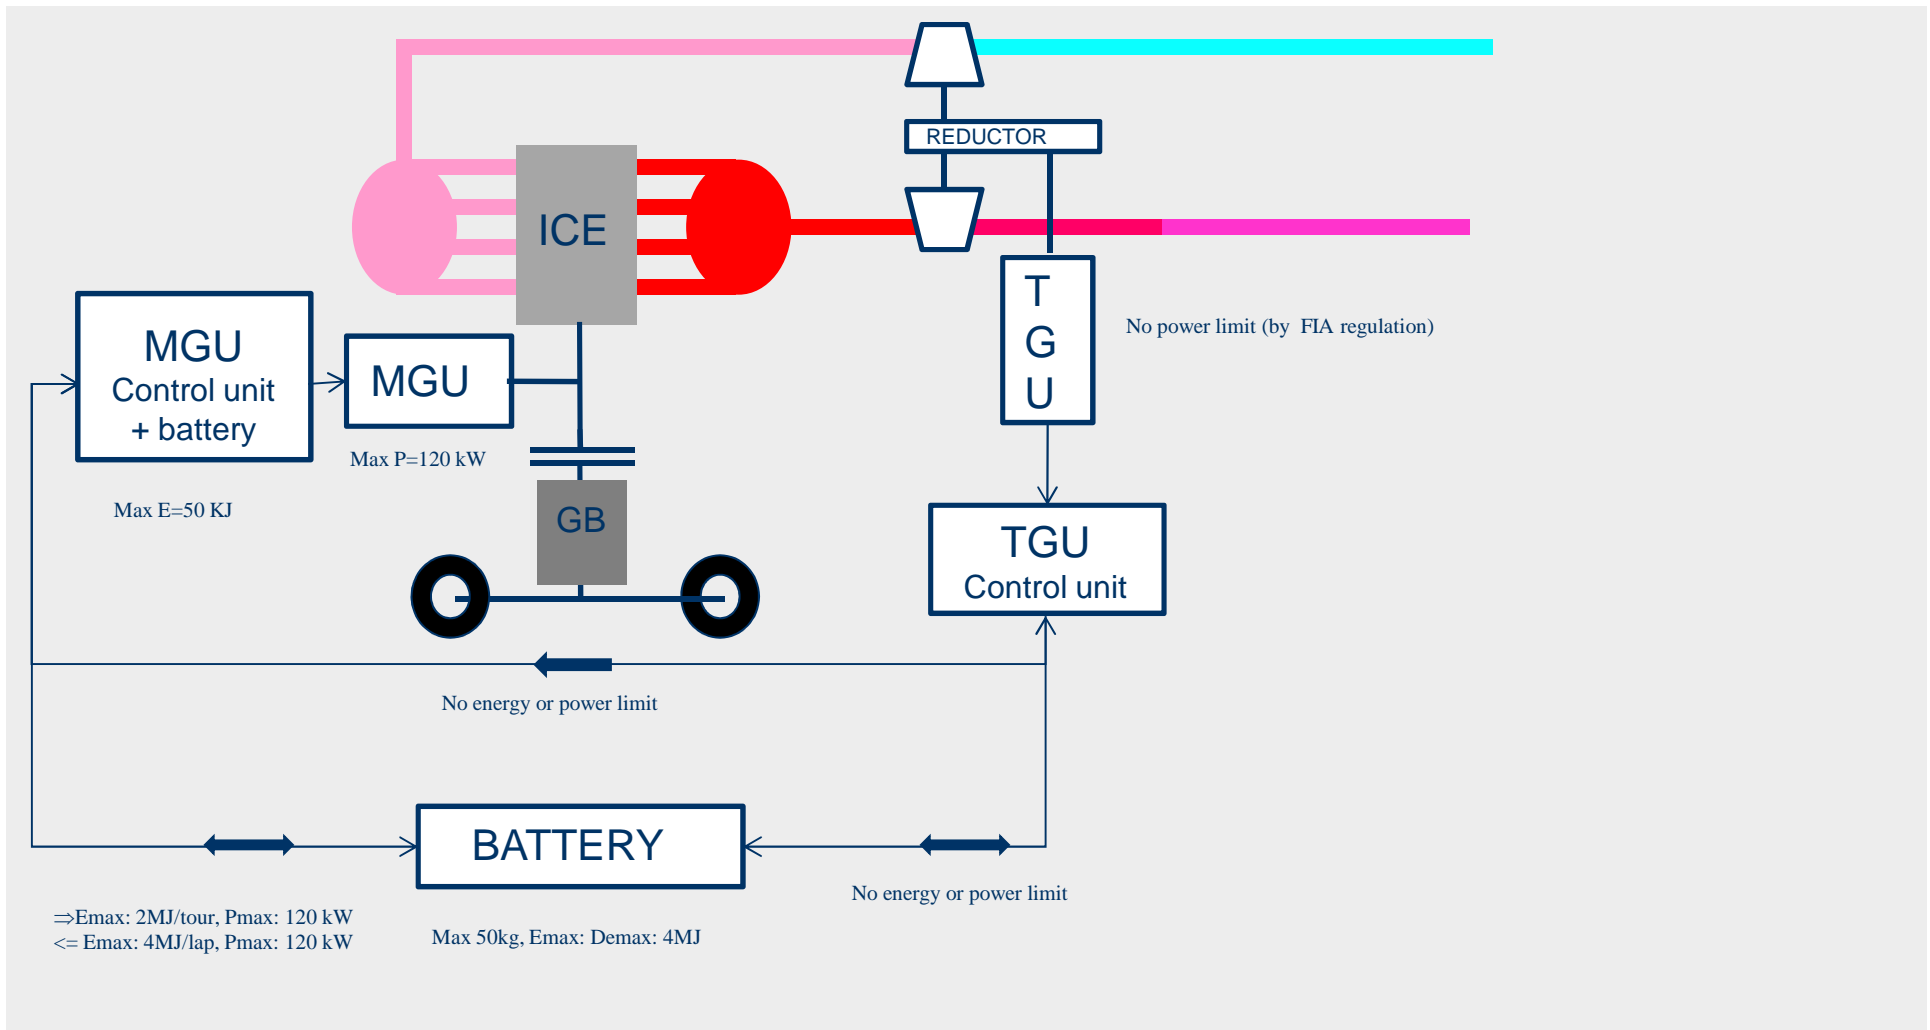 REDUCTOR
ICE
T
G
U
No power limit (by  FIA regulation)
MGU
Control unit
+ battery
MGU
Max P=120 kW
Max E=50 KJ
GB
TGU
Control unit
No energy or power limit
BATTERY
No energy or power limit
⇒Emax: 2MJ/tour, Pmax: 120 kW
<= Emax: 4MJ/lap, Pmax: 120 kW
Max 50kg, Emax: Demax: 4MJ